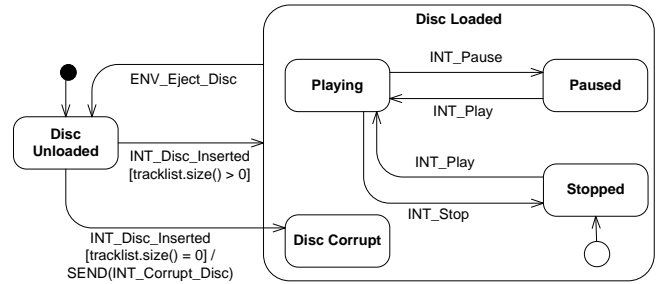 Disc Loaded
INT_Pause
ENV_Eject_Disc
Playing
Paused
INT_Play
Disc
Unloaded
INT_Disc_Inserted
[tracklist.size() > 0]
INT_Play
Stopped
INT_Stop
INT_Disc_Inserted
[tracklist.size() = 0] /
SEND(INT_Corrupt_Disc)
Disc Corrupt